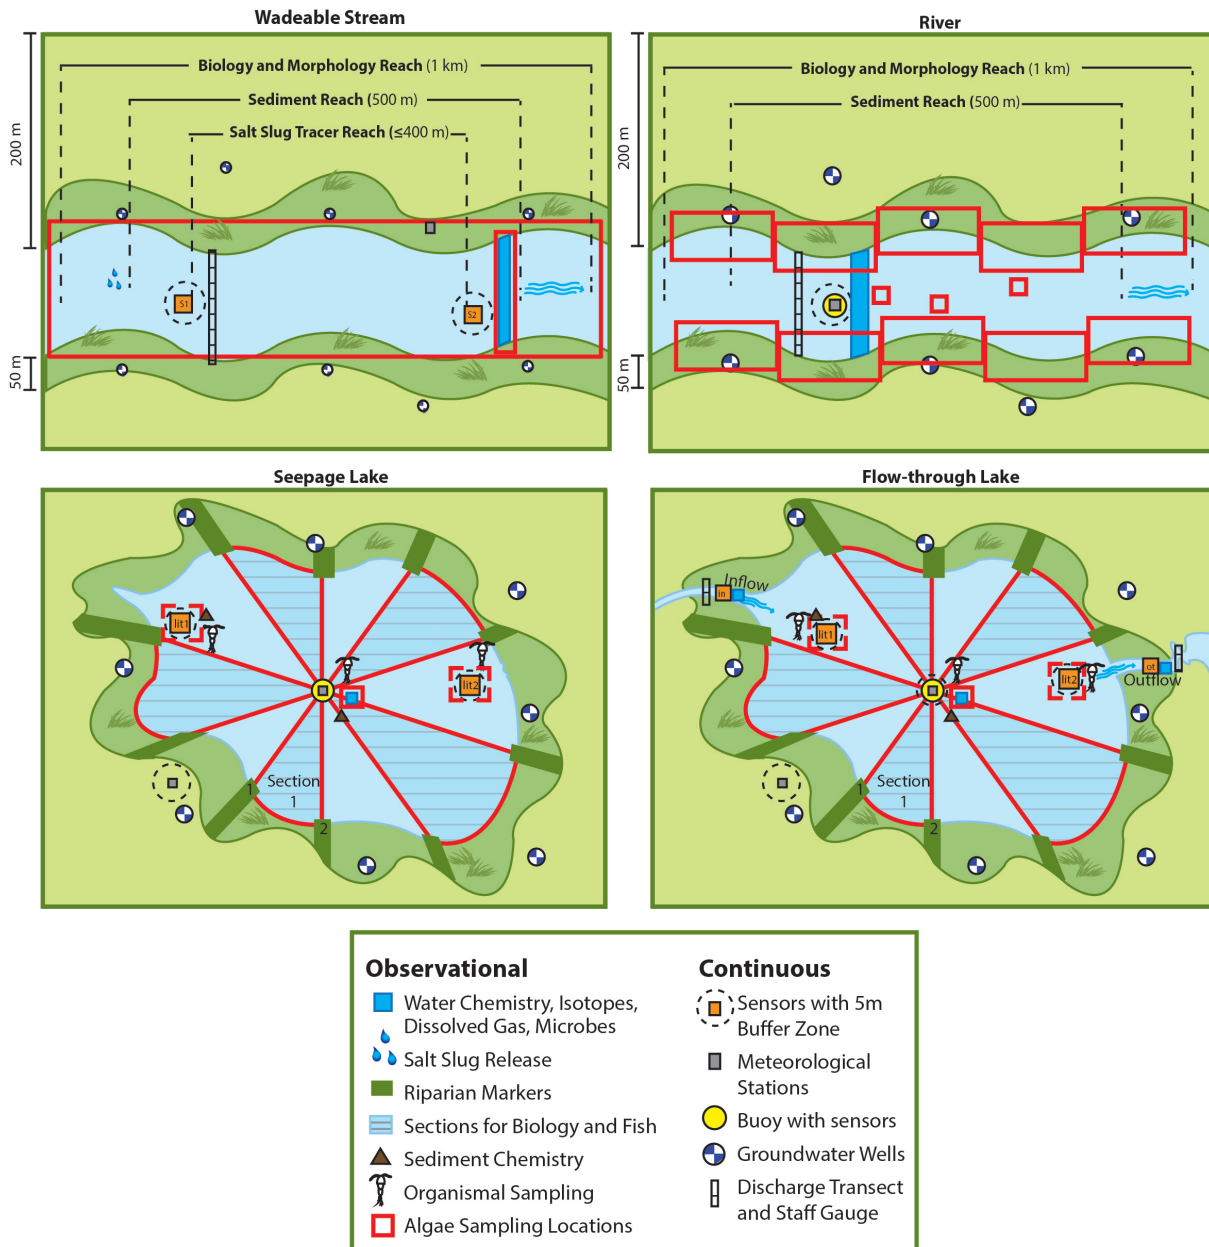 Wadeable Stream
Biology and Morphology Reach (1 km)
Sediment Reach (500 m)
Salt Slug Tracer Reach (≤400 m)
200 m
50 m
S1
S2
River
Biology and Morphology Reach (1 km)
Sediment Reach (500 m)
200 m
50 m
Seepage Lake
lit1
lit2
Section
1
1
2
Flow-through Lake
Inflow
in
lit1
lit2
ot
Outflow
Section
1
1
2
Observational
Water Chemistry, Isotopes,
Dissolved Gas, Microbes
Salt Slug Release
Riparian Markers
Sections for Biology and Fish
Sediment Chemistry
Organismal Sampling
Algae Sampling Locations
Continuous
Sensors with 5m
Buffer Zone
Meteorological
Stations
Buoy with sensors
Groundwater Wells
Discharge Transect
and Staff Gauge